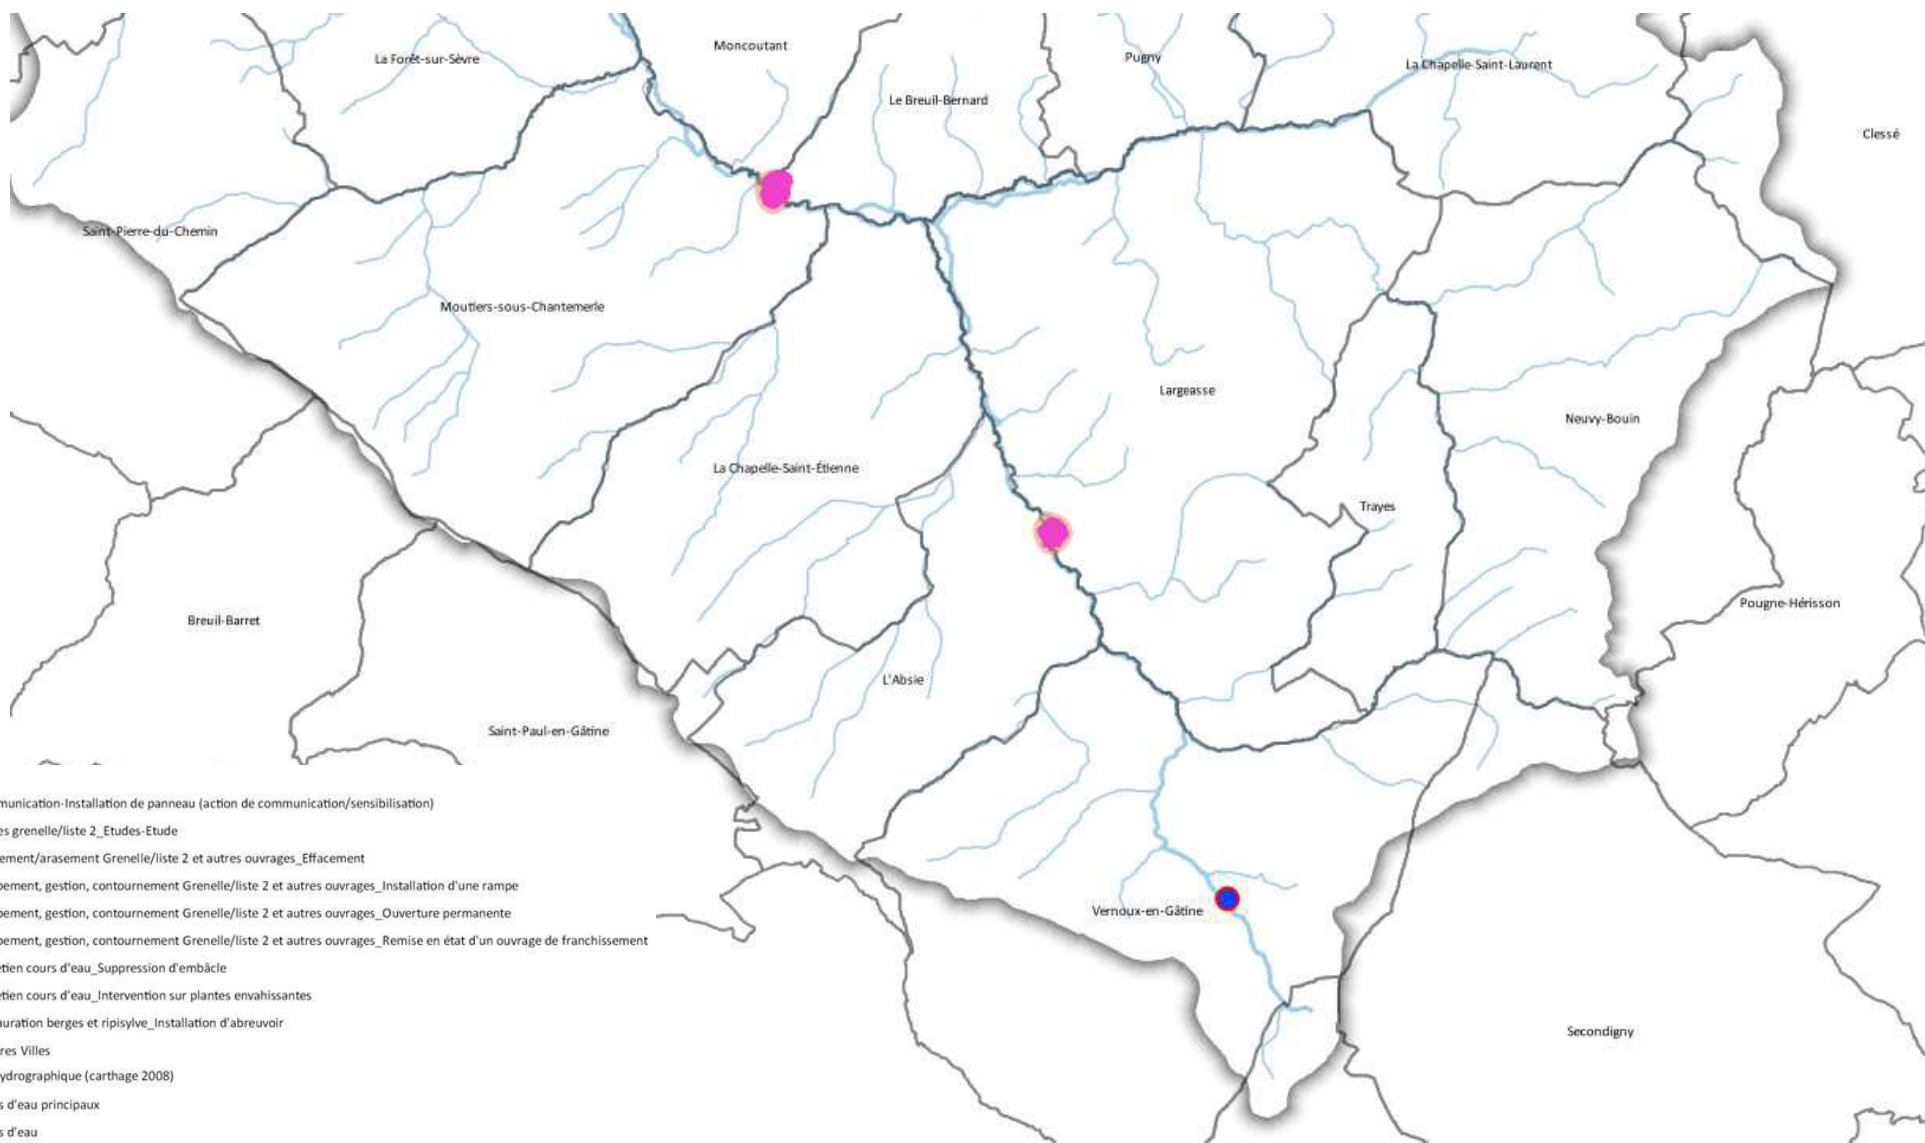 Moncoutant
La Forêt-sur-Sèvre
Pugny
La Chapelle-Saint-Laurent
Le Breuil-Bernard
Clessé
Saint-Pierre-du-Chemin
Moutiers-sous-Chantemerle
Largeasse
Neuvy-Bouin
La Chapelle-Saint-Étienne
Trayes
Pougne-Hérisson
Breuil-Barret
L'Absie
Saint-Paul-en-Gâtine
Vernoux-en-Gâtine
Secondigny
munication-Installation de panneau (action de communication/sensibilisation)
es grenelle/liste 2_Etudes-Etude
ement/arasement Grenelle/liste 2 et autres ouvrages_Effacement
pement, gestion, contournement Grenelle/liste 2 et autres ouvrages_Installation d'une rampe
pement, gestion, contournement Grenelle/liste 2 et autres ouvrages_Ouverture permanente
pement, gestion, contournement Grenelle/liste 2 et autres ouvrages_Remise en état d'un ouvrage de franchissement
etien cours d'eau_Suppression d'embâcle
etien cours d'eau_Intervention sur plantes envahissantes
auration berges et ripisylve_Installation d'abreuvoir
res Villes
ydrographique (carthage 2008)
s d'eau principaux
s d'eau